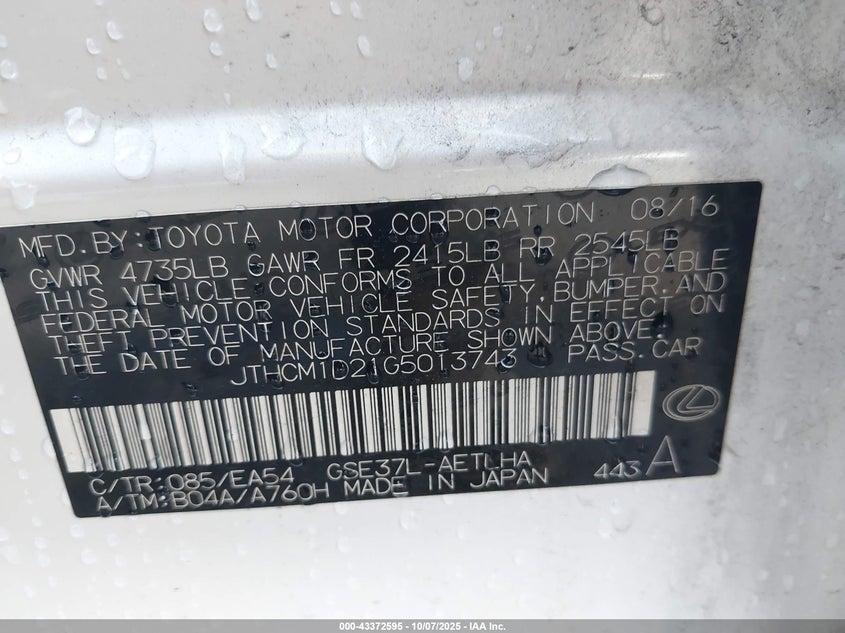 MFD.BY:TOYOTA MOTOR CORPORATION 08/16
GVWR 4735LB GAWR FR 2415LB RR 2545LB
THIS VEHICLE CONFORMS TO ALL APPLICABLE
FEDERAL MOTOR VEHICLE SAFETY, BUMPER, AND
THEFT PREVENTION STANDARDS IN EFFECT ON
THE DATE OF MANUFACTURE SHOWN ABOVE.
JTHCM1D21G5013743 PASS.CAR
C/TR:085/EA54 GSE37L-AETLHA 443 A
A/TM:B04A/A760H MADE IN JAPAN
000-43372595 - 10/07/2025 - IAA Inc.